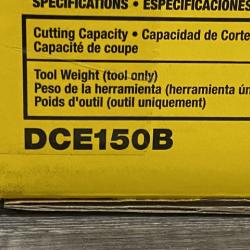 SPECIFICATIONS • ESPECIFICACIONES
Cutting Capacity • Capacidad de Corte
Capacité de coupe
Tool Weight (tool only)
Peso de la herramienta (herramienta
Poids d'outil (outil uniquement)
DCE150B